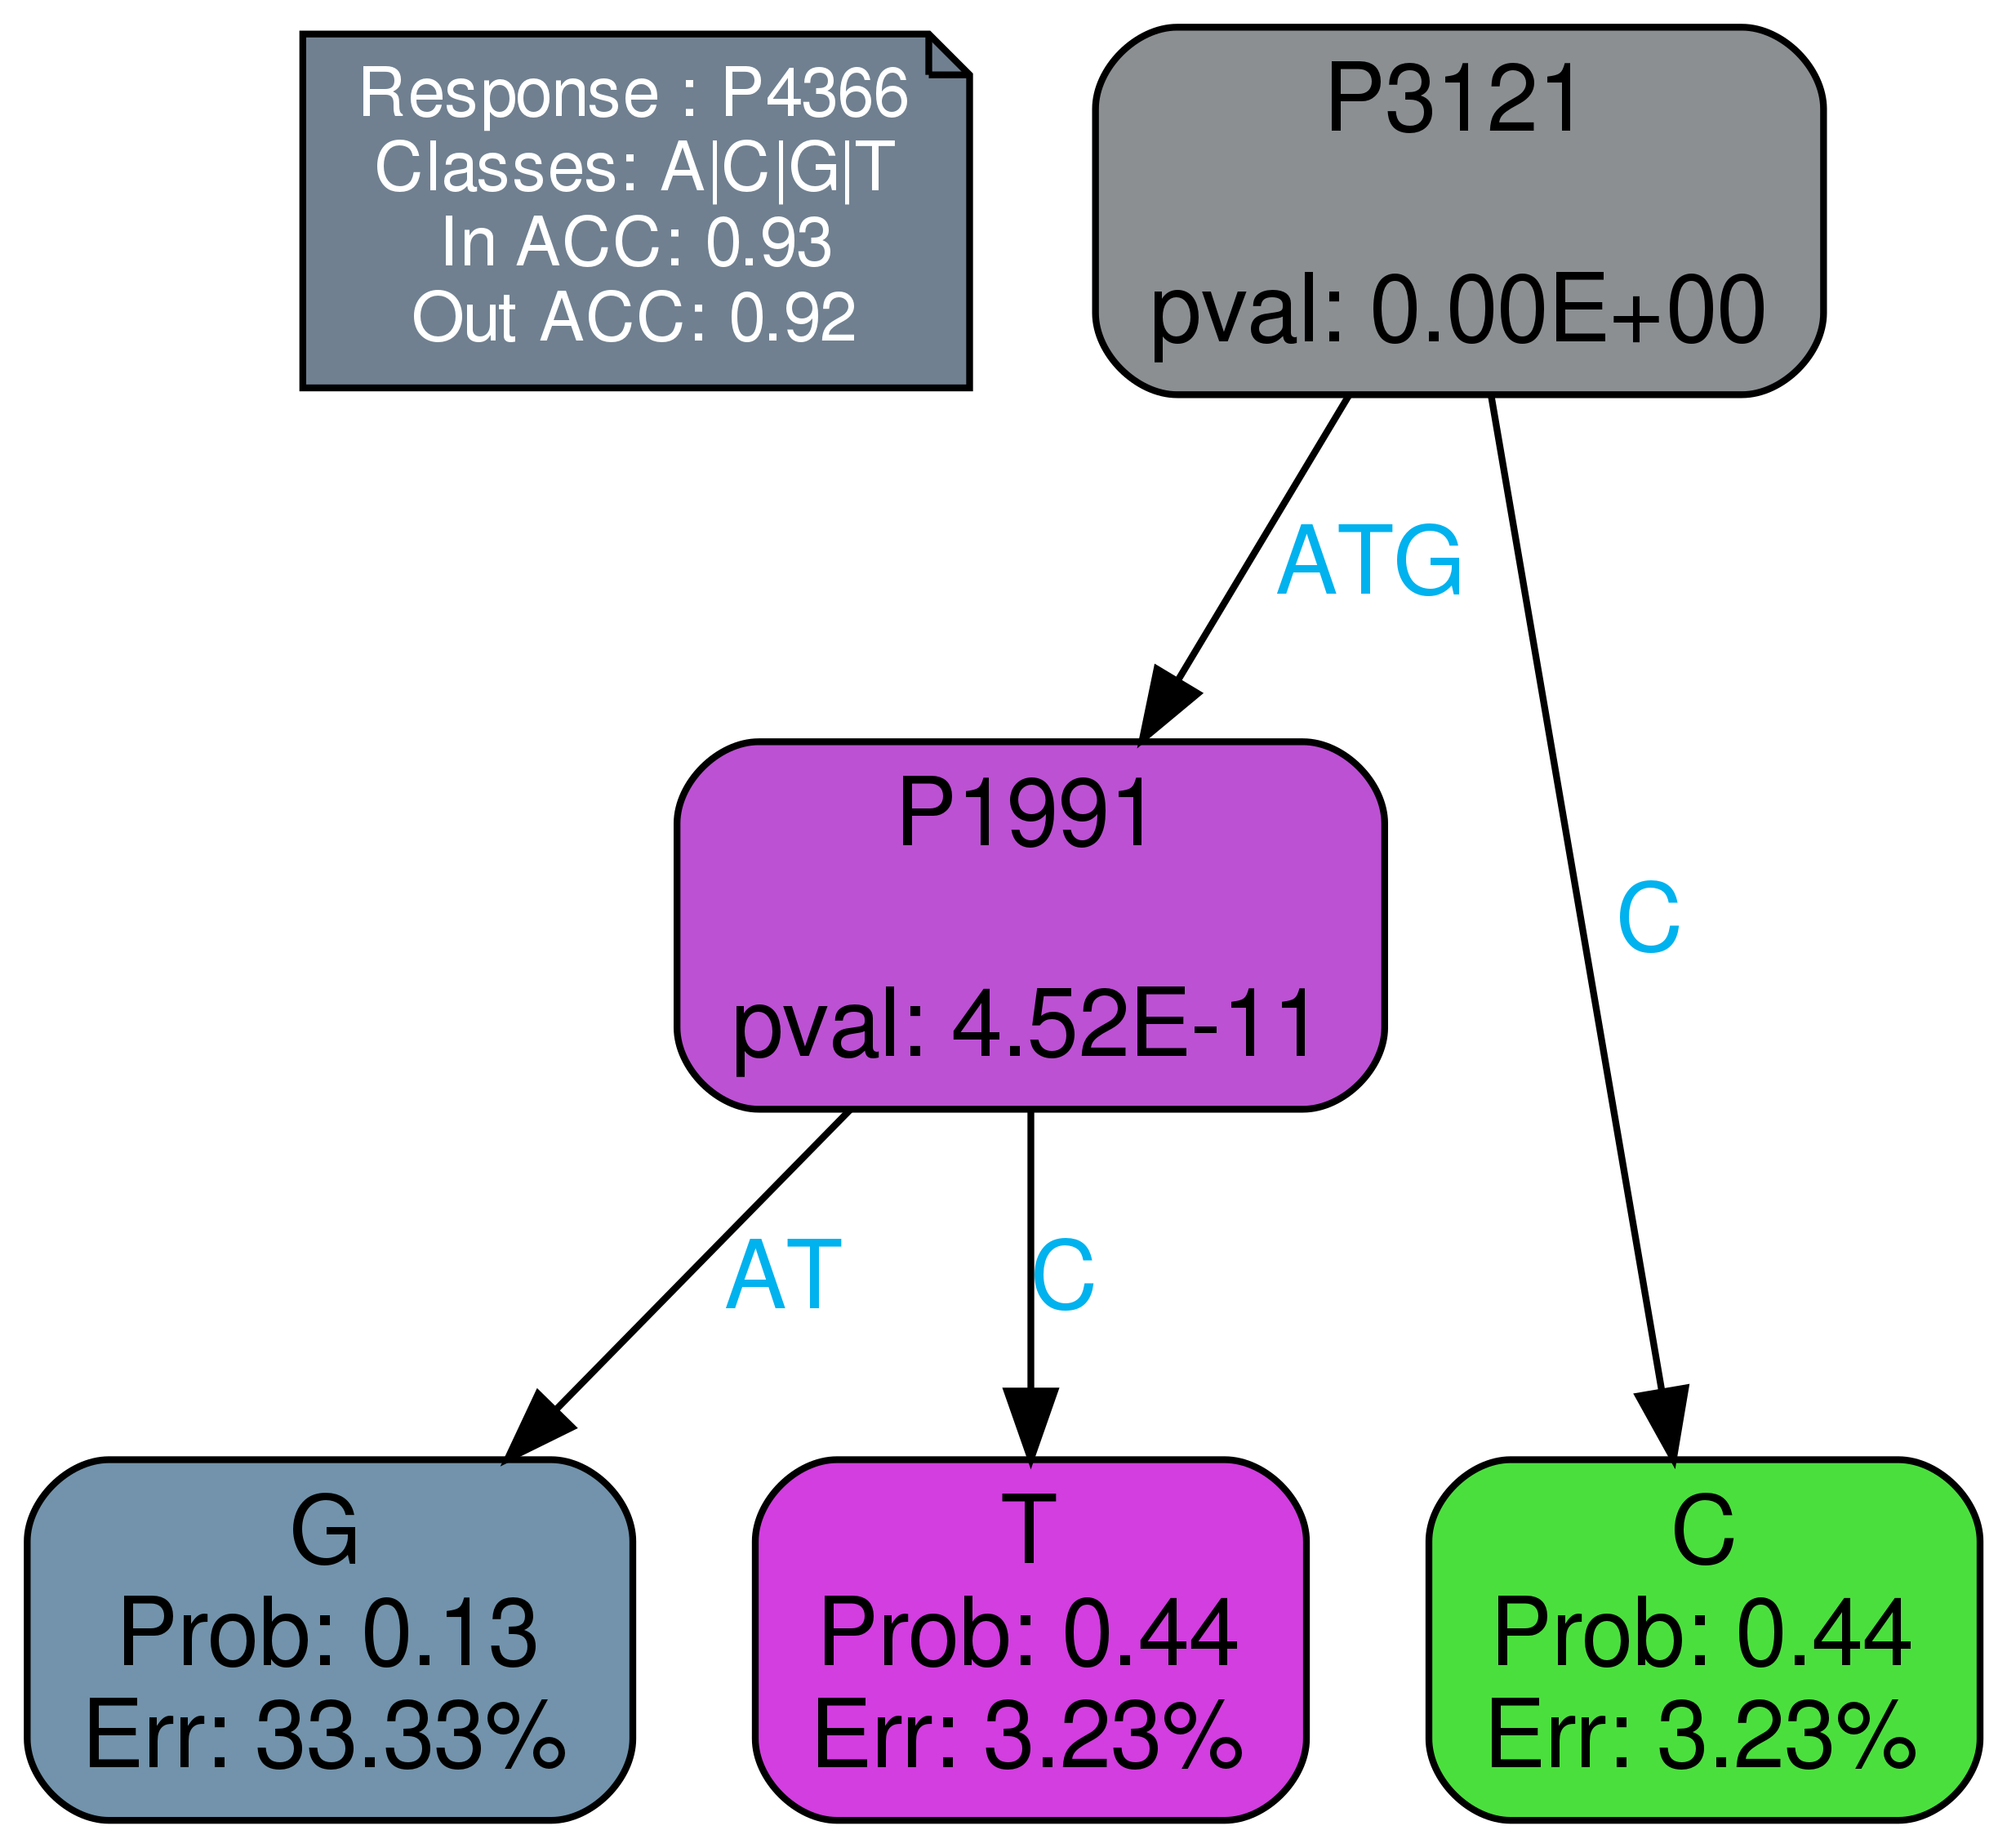 Response : P4366
Classes: A|C|G|T
In ACC: 0.93
Out ACC: 0.92
P3121
pval: 0.00E+00
ATG
C
P1991
pval: 4.52E-11
AT
C
G
Prob: 0.13
Err: 33.33%
T
Prob: 0.44
Err: 3.23%
C
Prob: 0.44
Err: 3.23%